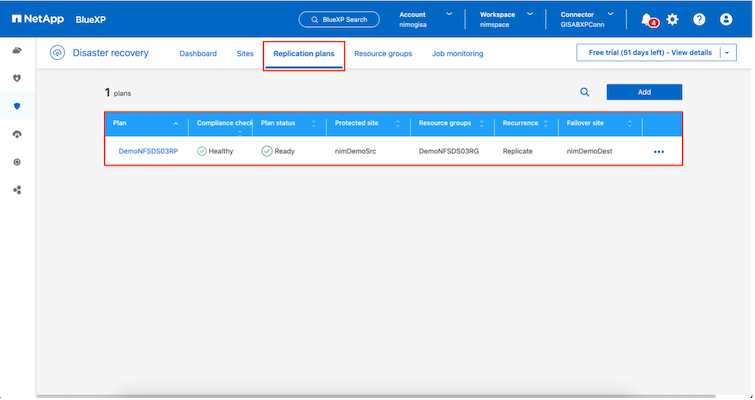 NetApp BlueXP
BlueXP Search
Account
nimogisa
Workspace
nimspace
Connector
GISABXPConn
4
Disaster recovery
Dashboard
Sites
Replication plans
Resource groups
Job monitoring
Free trial (51 days left) - View details
1 plans
Add
Plan
Compliance check
Plan status
Protected site
Resource groups
Recurrence
Failover site
DemoNFSDS03RP
Healthy
Ready
nimDemoSrc
DemoNFSDS03RG
Replicate
nimDemoDest